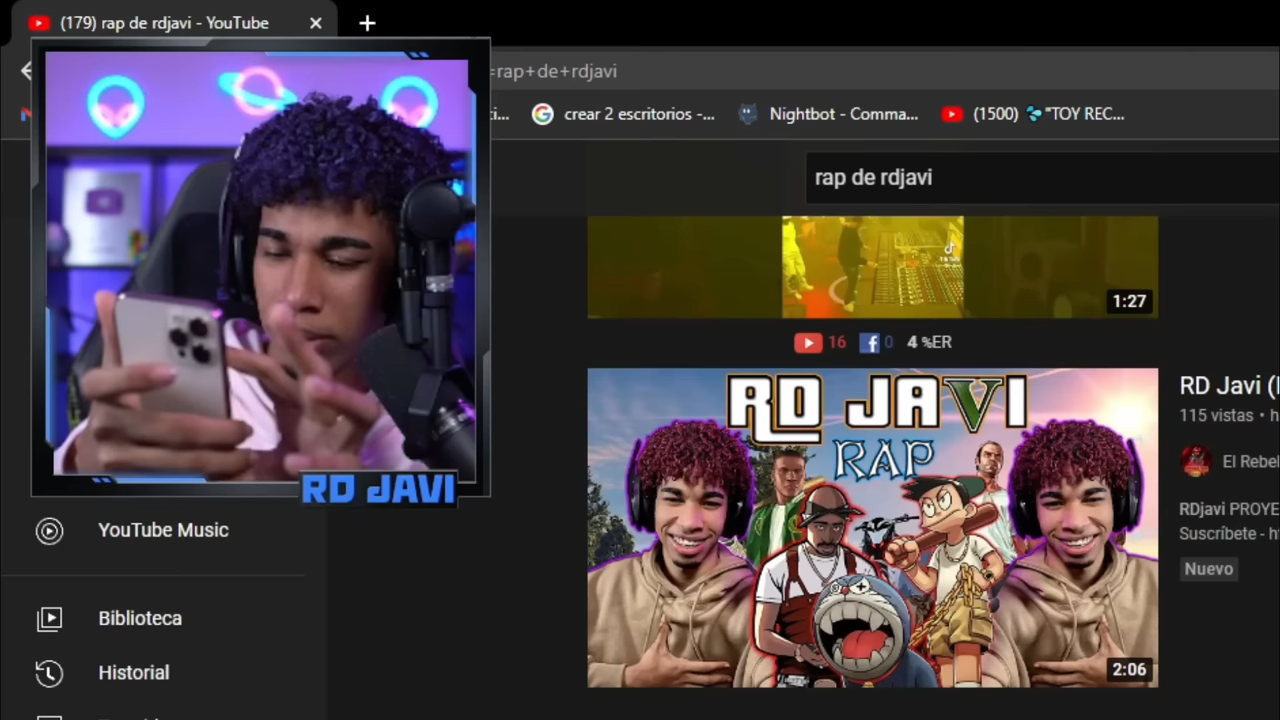 (179) rap de rdjavi - YouTube
=rap+de+rdjavi
crear 2 escritorios -...
Nightbot - Comma...
(1500) "TOY REC...
rap de rdjavi
1:27
16
0
4 %ER
RD JAVI
RAP
2:06
RD Javi (
115 vistas •
El Rebel
RDjavi PROYE
Suscríbete -
Nuevo
RD JAVI
YouTube Music
Biblioteca
Historial